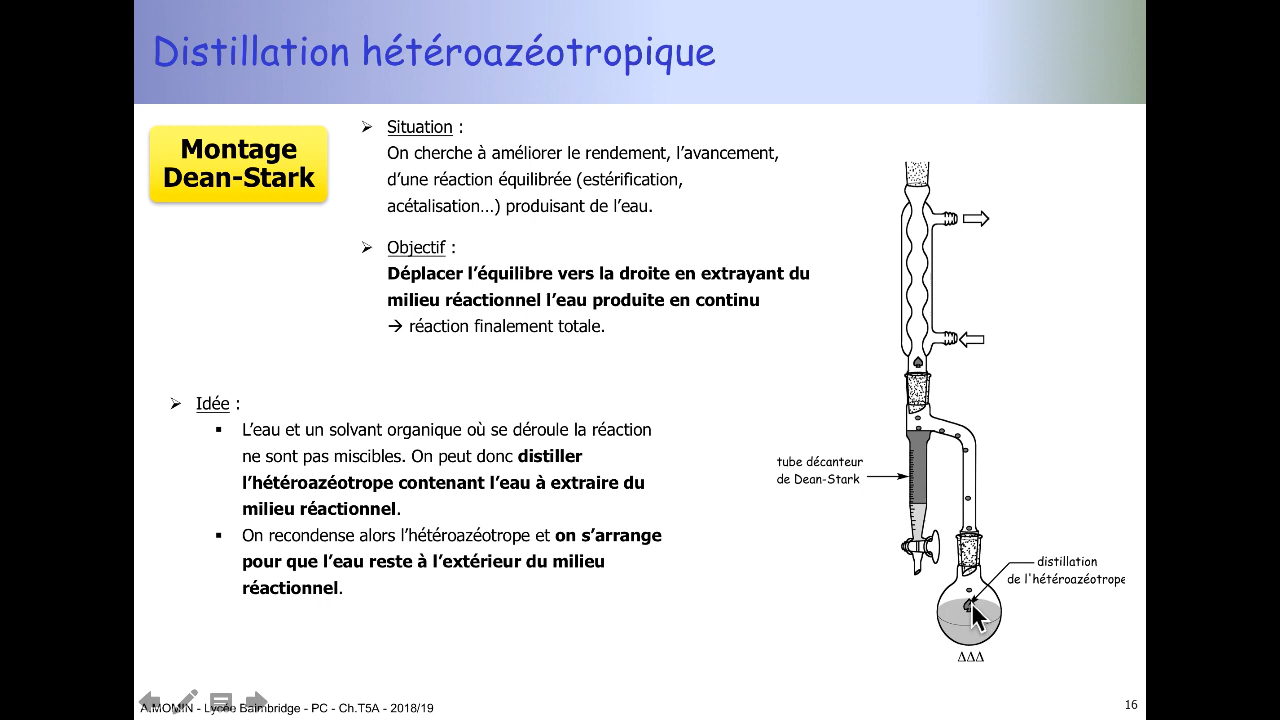 Distillation hétéroazéotropique
Montage
Dean-Stark
Situation :
On cherche à améliorer le rendement, l’avancement,
d’une réaction équilibrée (estérification,
acétalisation…) produisant de l’eau.
Objectif :
Déplacer l’équilibre vers la droite en extrayant du
milieu réactionnel l’eau produite en continu
→ réaction finalement totale.
Idée :
L’eau et un solvant organique où se déroule la réaction
ne sont pas miscibles. On peut donc distiller
l’hétéroazéotrope contenant l’eau à extraire du
milieu réactionnel.
On recondense alors l’hétéroazéotrope et on s’arrange
pour que l’eau reste à l’extérieur du milieu
réactionnel.
tube décanteur
de Dean-Stark
distillation
de l'hétéroazéotrope
ΔΔΔ
A.MOMIN - Lycée Baimbridge - PC - Ch.T5A - 2018/19
16